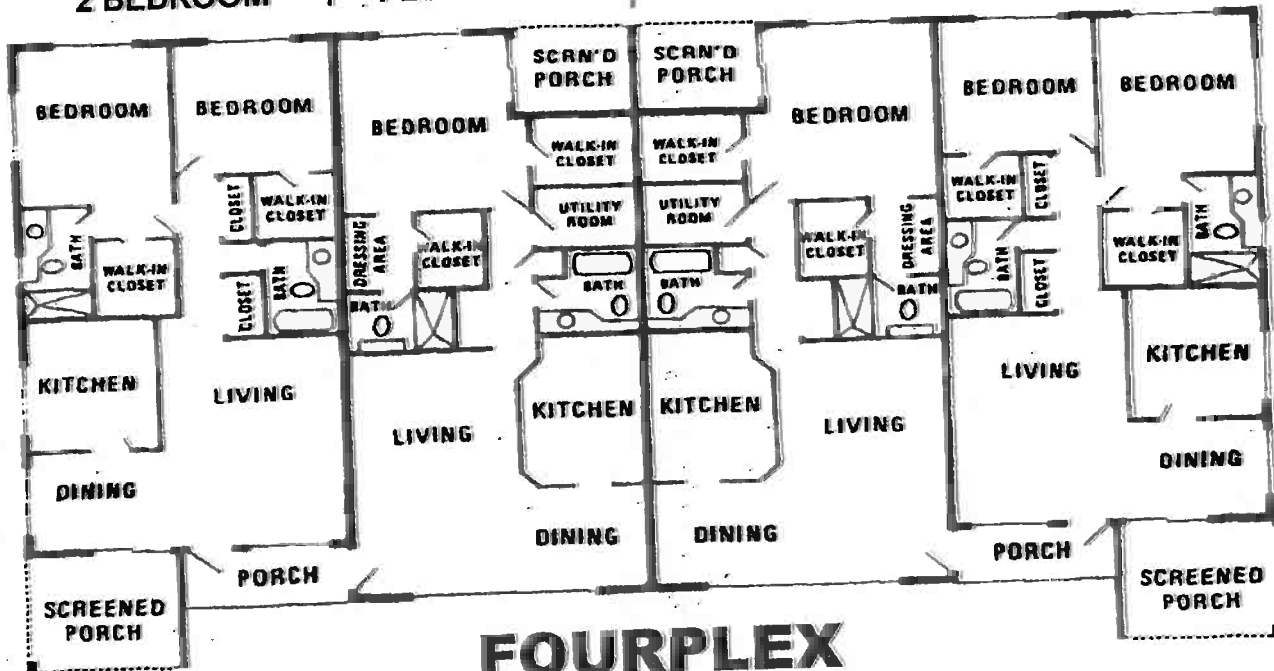 2 BEDROOM
SCRN'D
PORCH
SCRN'D
PORCH
BEDROOM
BEDROOM
BEDROOM
BEDROOM
BEDROOM
BEDROOM
WALK-IN
CLOSET
WALK-IN
CLOSET
CLOSET
WALK-IN
CLOSET
UTILITY
ROOM
UTILITY
ROOM
WALK-IN
CLOSET
CLOSET
BATH
WALK-IN
CLOSET
CLOSET
BATH
DRESSING
AREA
WALK-IN
CLOSET
BATH
BATH
BATH
WALK-IN
CLOSET
DRESSING
AREA
BATH
BATH
CLOSET
WALK-IN
CLOSET
BATH
KITCHEN
LIVING
LIVING
KITCHEN
KITCHEN
LIVING
LIVING
KITCHEN
DINING
DINING
DINING
DINING
PORCH
PORCH
SCREENED
PORCH
SCREENED
PORCH
FOURPLEX